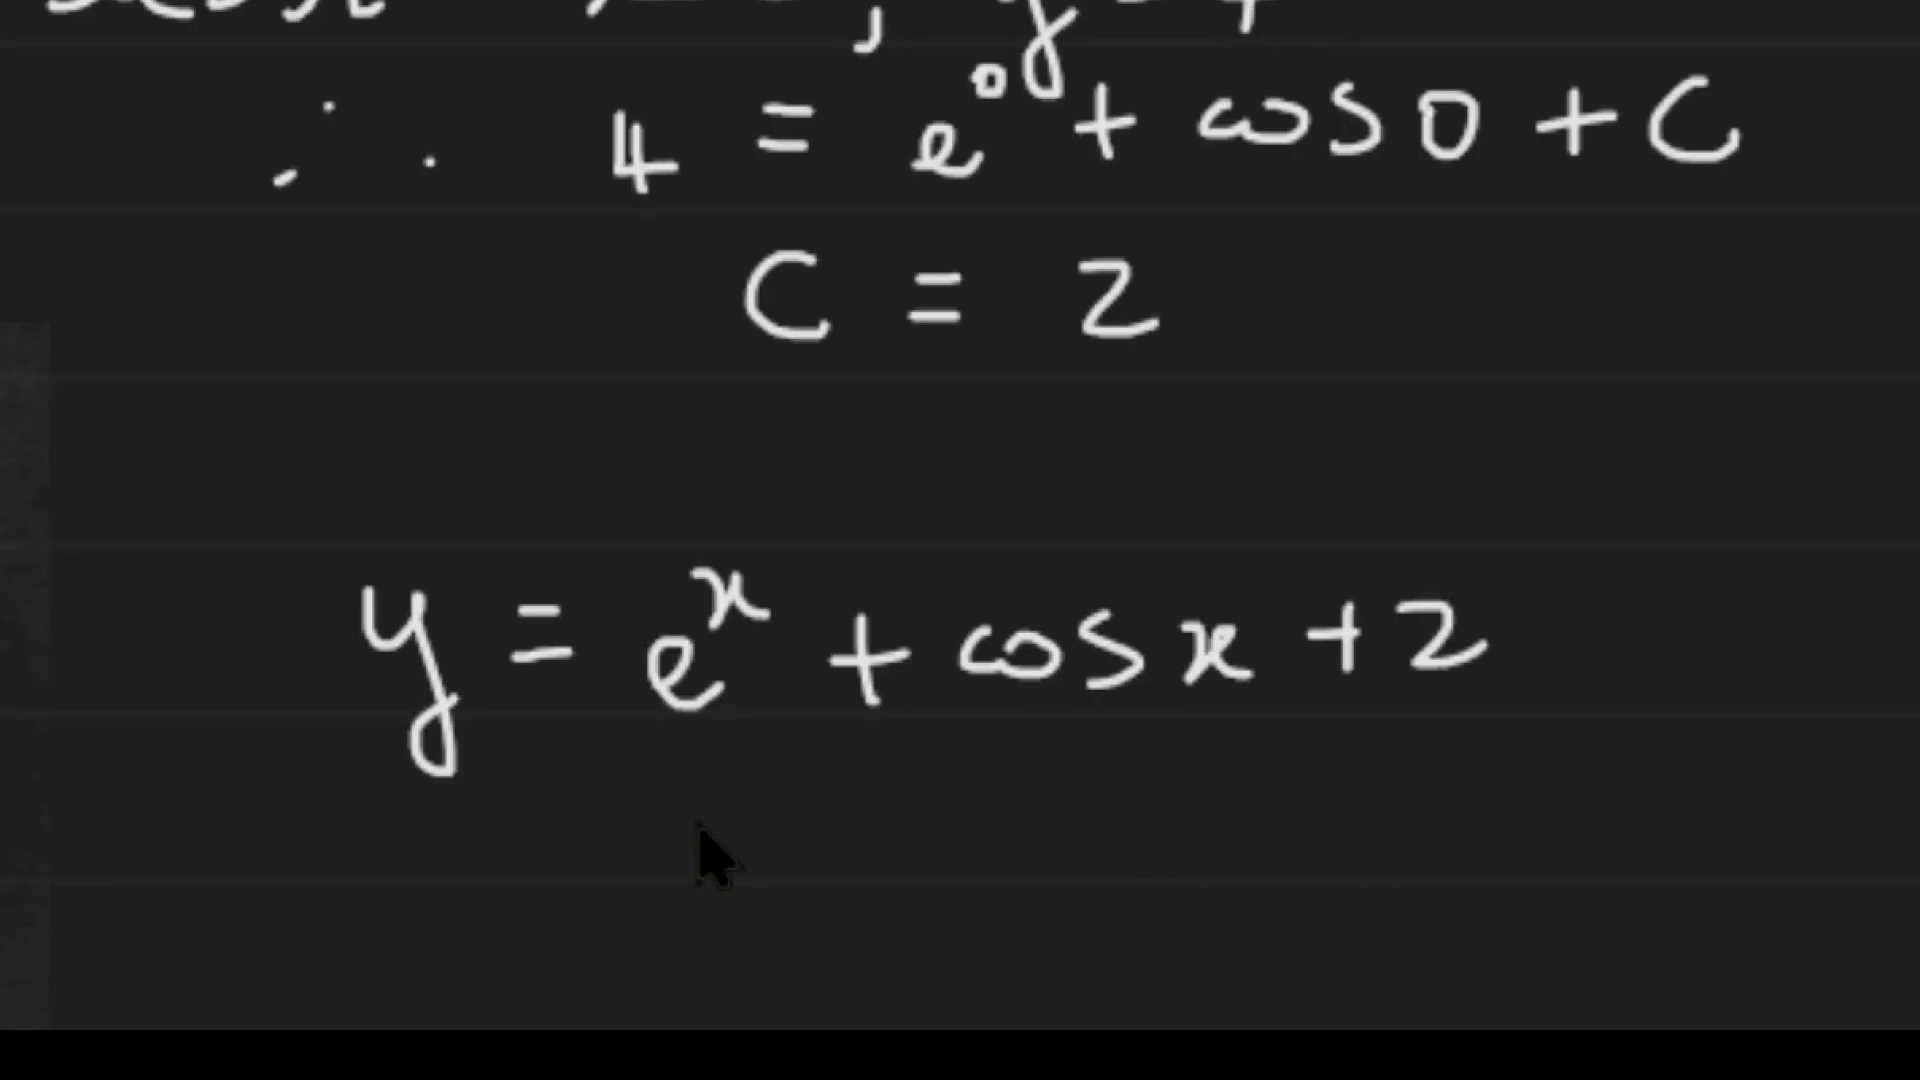 ∴ 4 = e⁰ + cos 0 + C
C = 2
y = eˣ + cos x + 2